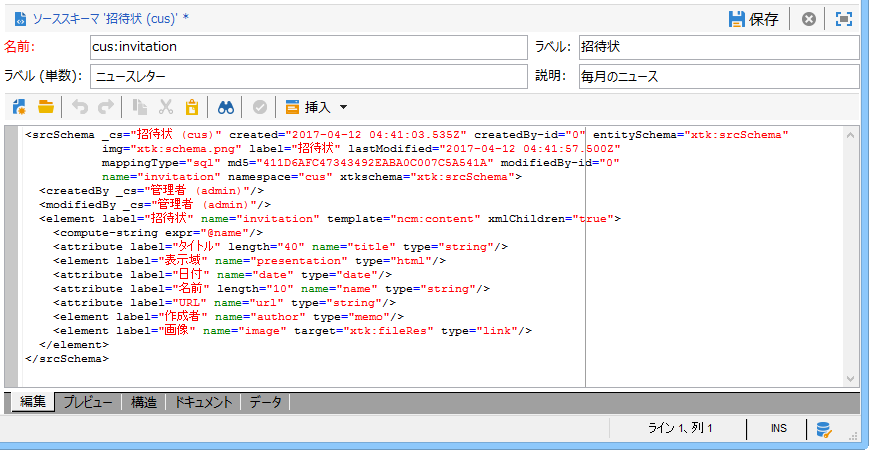 ソーススキーマ '招待状 (cus)' *
保存
名前: cus:invitation ラベル: 招待状
ラベル (単数): ニュースレター 説明: 毎月のニュース
挿入
<srcSchema _cs="招待状 (cus)" created="2017-04-12 04:41:03.535Z" createdBy-id="0" entitySchema="xtk:srcSchema"
img="xtk:schema.png" label="招待状" lastModified="2017-04-12 04:41:57.500Z"
mappingType="sql" md5="411D6AFC47343492EABA0C007C5A541A" modifiedBy-id="0"
name="invitation" namespace="cus" xtkschema="xtk:srcSchema">
<createdBy _cs="管理者 (admin)"/>
<modifiedBy _cs="管理者 (admin)"/>
<element label="招待状" name="invitation" template="ncm:content" xmlChildren="true">
<compute-string expr="@name"/>
<attribute label="タイトル" length="40" name="title" type="string"/>
<element label="表示域" name="presentation" type="html"/>
<attribute label="日付" name="date" type="date"/>
<attribute label="名前" length="10" name="name" type="string"/>
<attribute label="URL" name="url" type="string"/>
<element label="作成者" name="author" type="memo"/>
<element label="画像" name="image" target="xtk:fileRes" type="link"/>
</element>
</srcSchema>
編集 プレビュー 構造 ドキュメント データ
ライン 1、列 1 INS